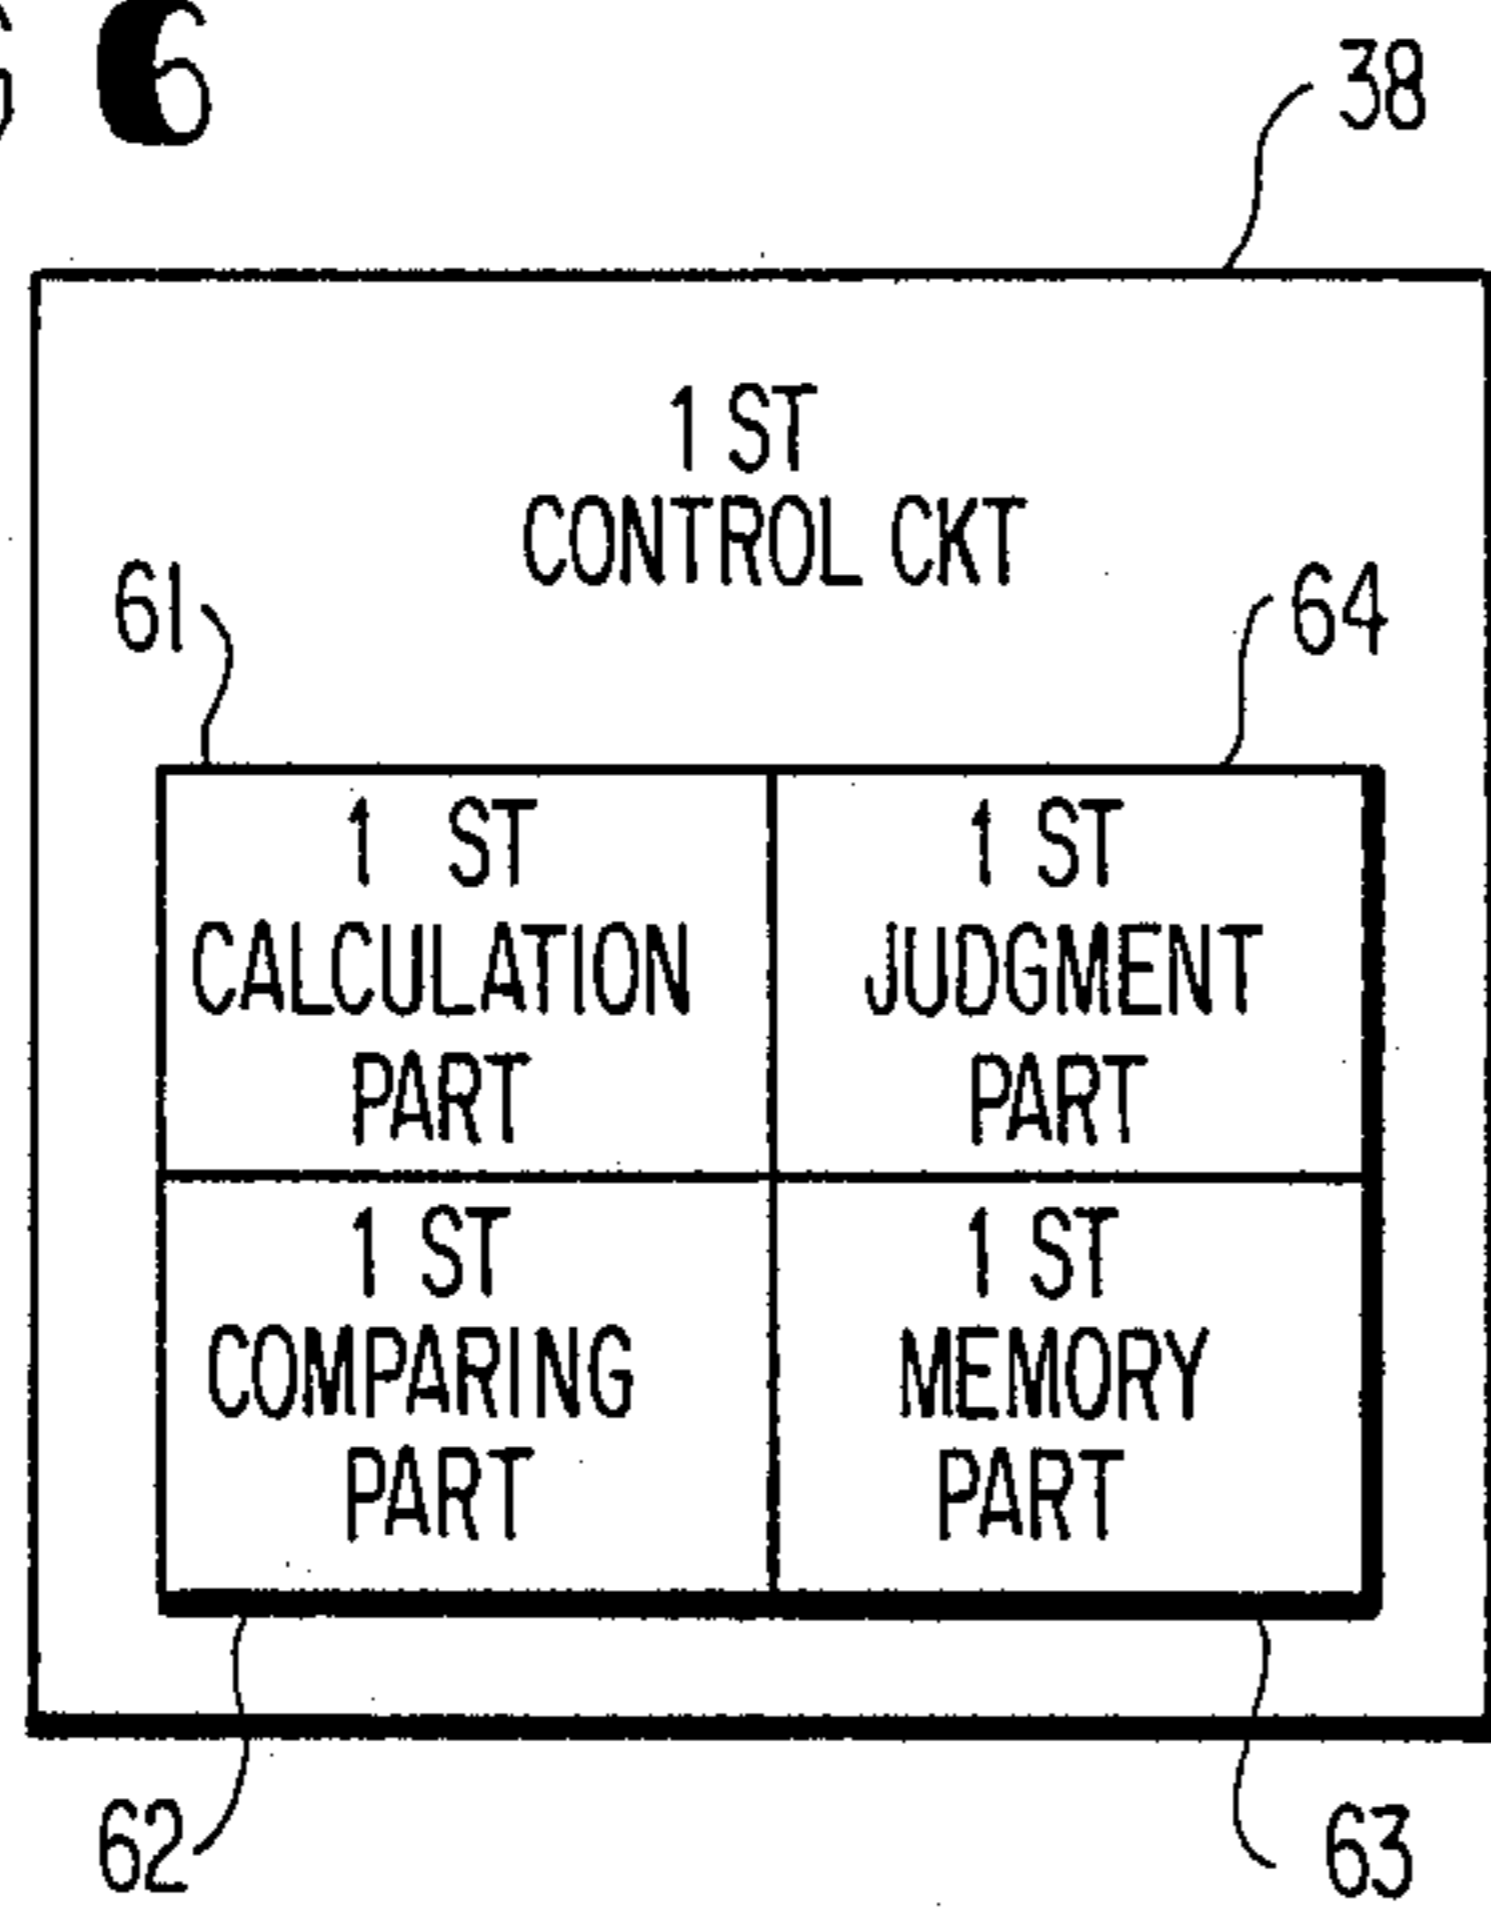 6
38
1 ST
CONTROL CKT
61
64
1 ST
CALCULATION
PART
1 ST
JUDGMENT
PART
1 ST
COMPARING
PART
1 ST
MEMORY
PART
62
63